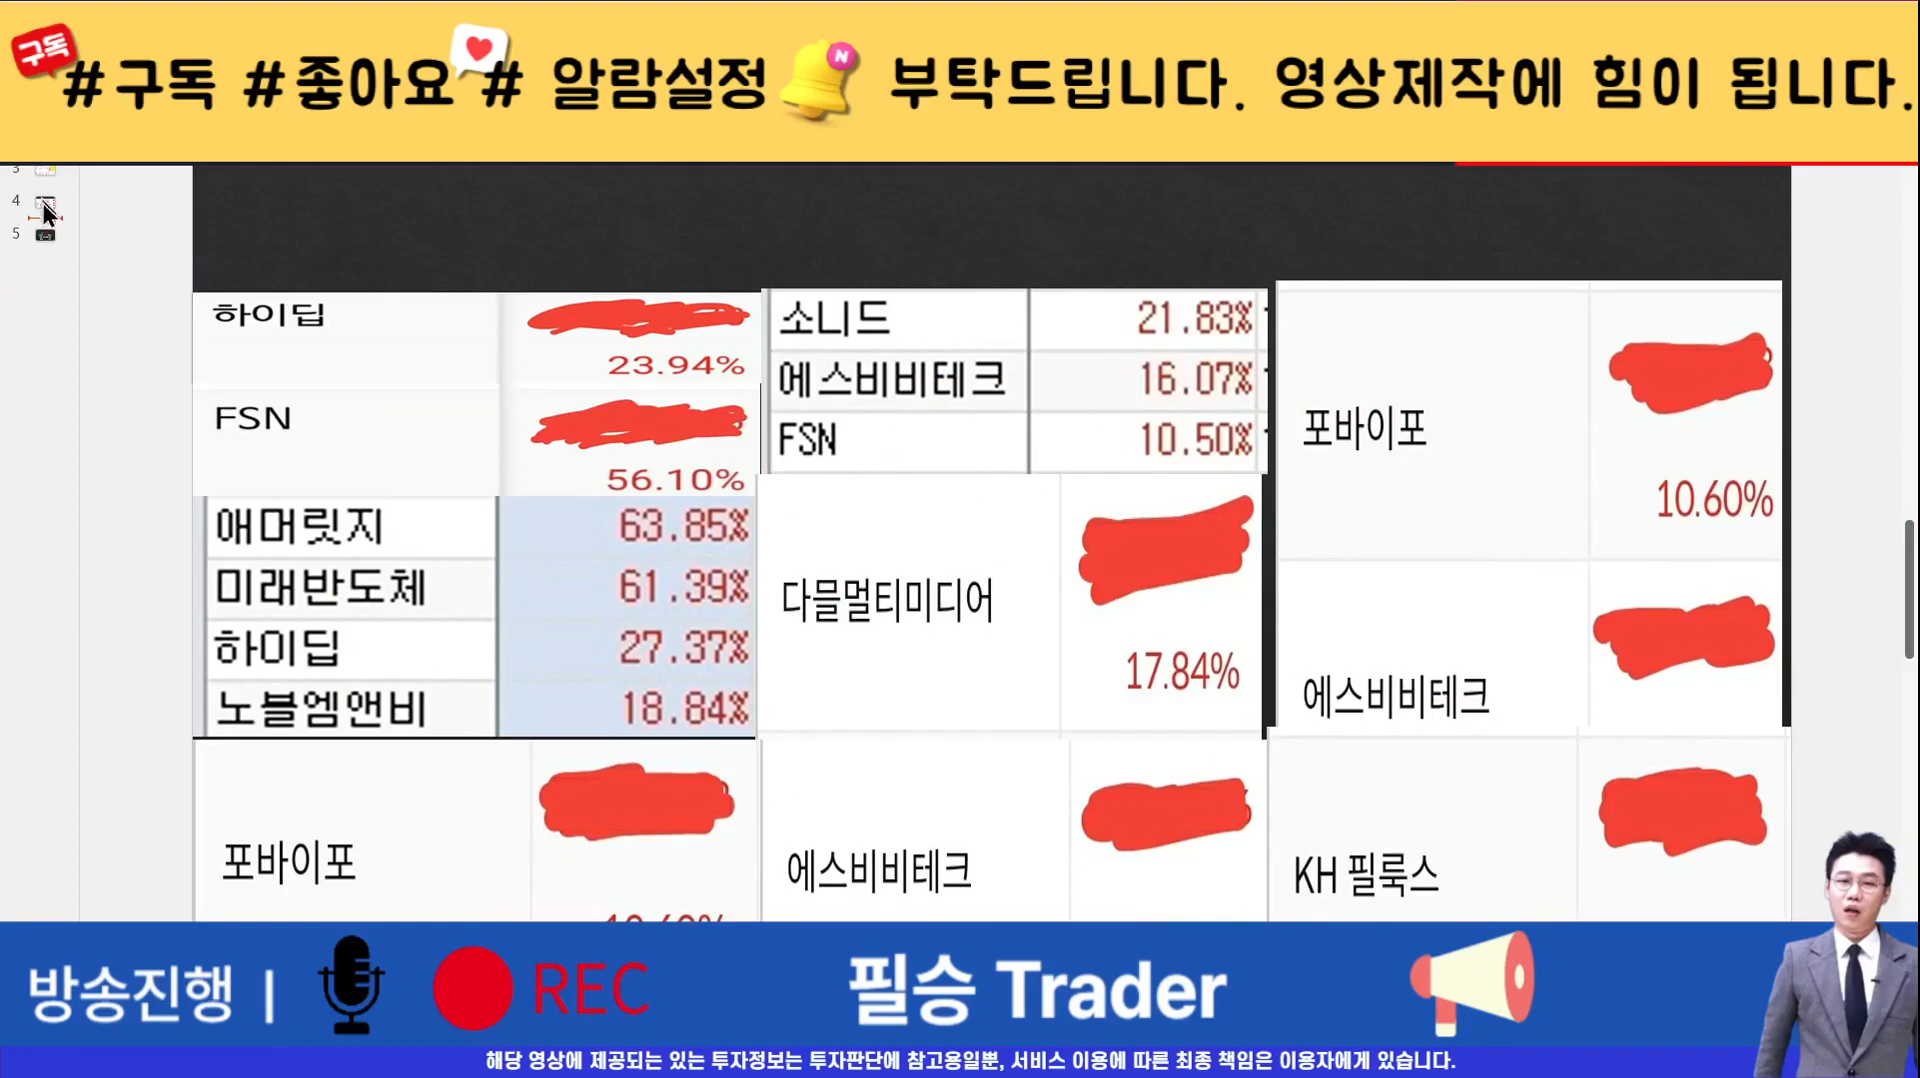 구독
#구독 #좋아요 # 알람설정 N 부탁드립니다. 영상제작에 힘이 됩니다.
3
4
5
하이딥
23.94%
FSN
56.10%
애머릿지 63.85%
미래반도체 61.39%
하이딥 27.37%
노블엠앤비 18.84%
소니드 21.83%
에스비비테크 16.07%
FSN 10.50%
다믈멀티미디어
17.84%
포바이포
10.60%
에스비비테크
포바이포
에스비비테크
KH 필룩스
방송진행 | REC 필승 Trader
해당 영상에 제공되는 있는 투자정보는 투자판단에 참고용일뿐, 서비스 이용에 따른 최종 책임은 이용자에게 있습니다.